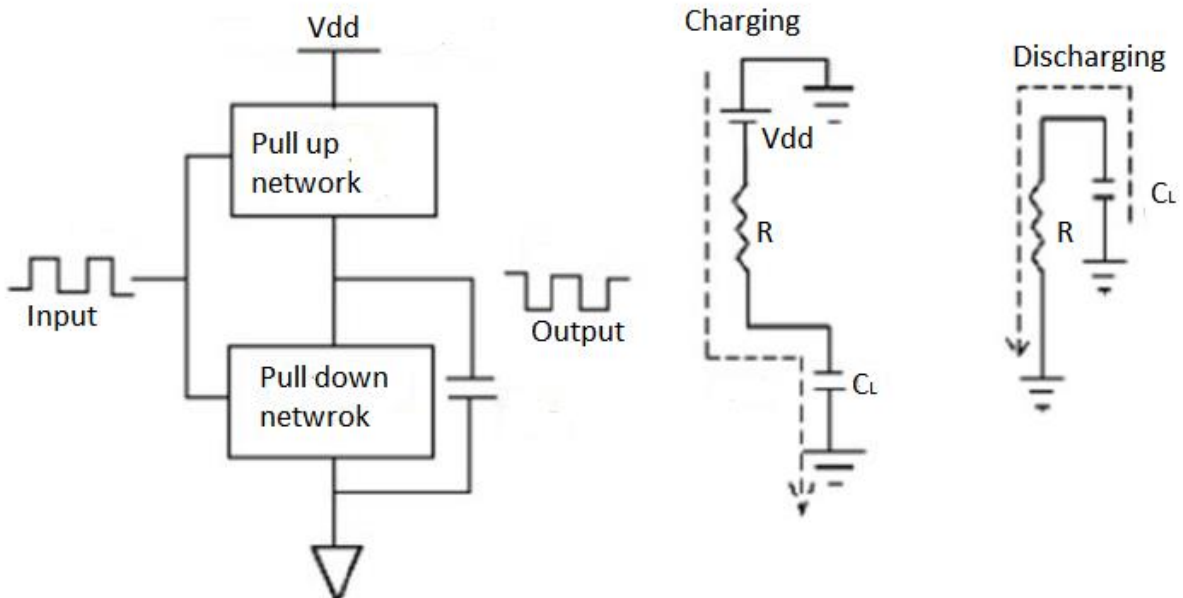 Vdd
Pull up
network
Input
Output
Pull down
netwrok
Charging
Vdd
R
CL
Discharging
R
CL